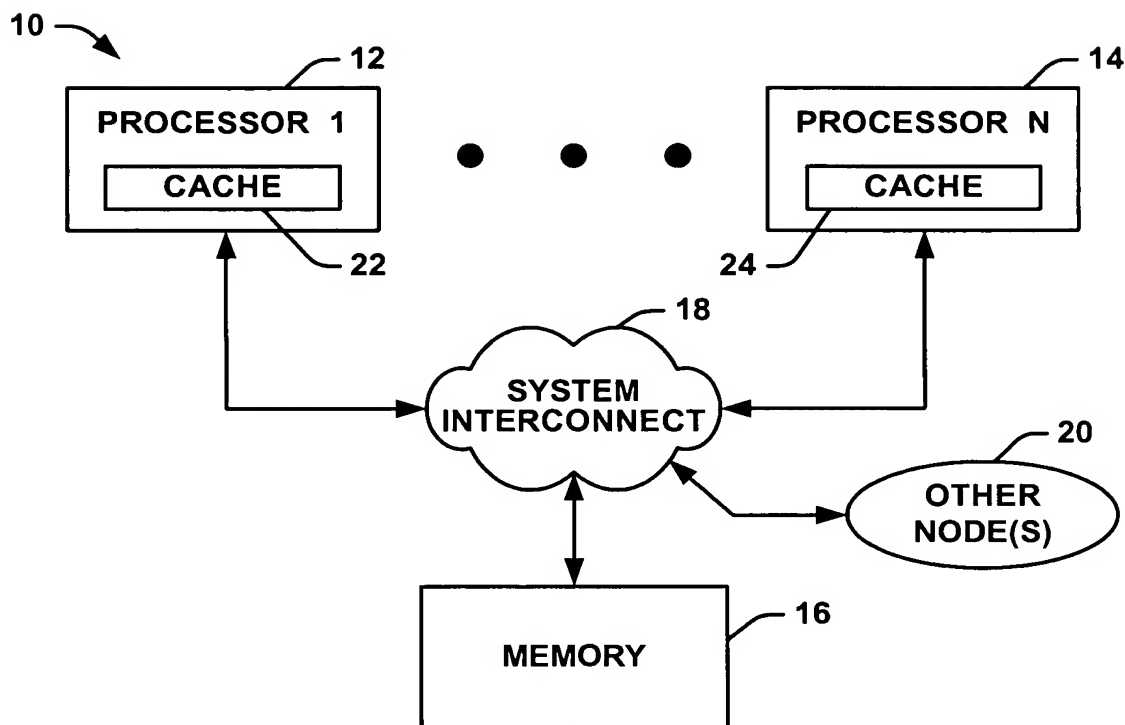 10
12
14
PROCESSOR 1
PROCESSOR N
CACHE
CACHE
22
24
18
SYSTEM
INTERCONNECT
20
OTHER
NODE(S)
16
MEMORY